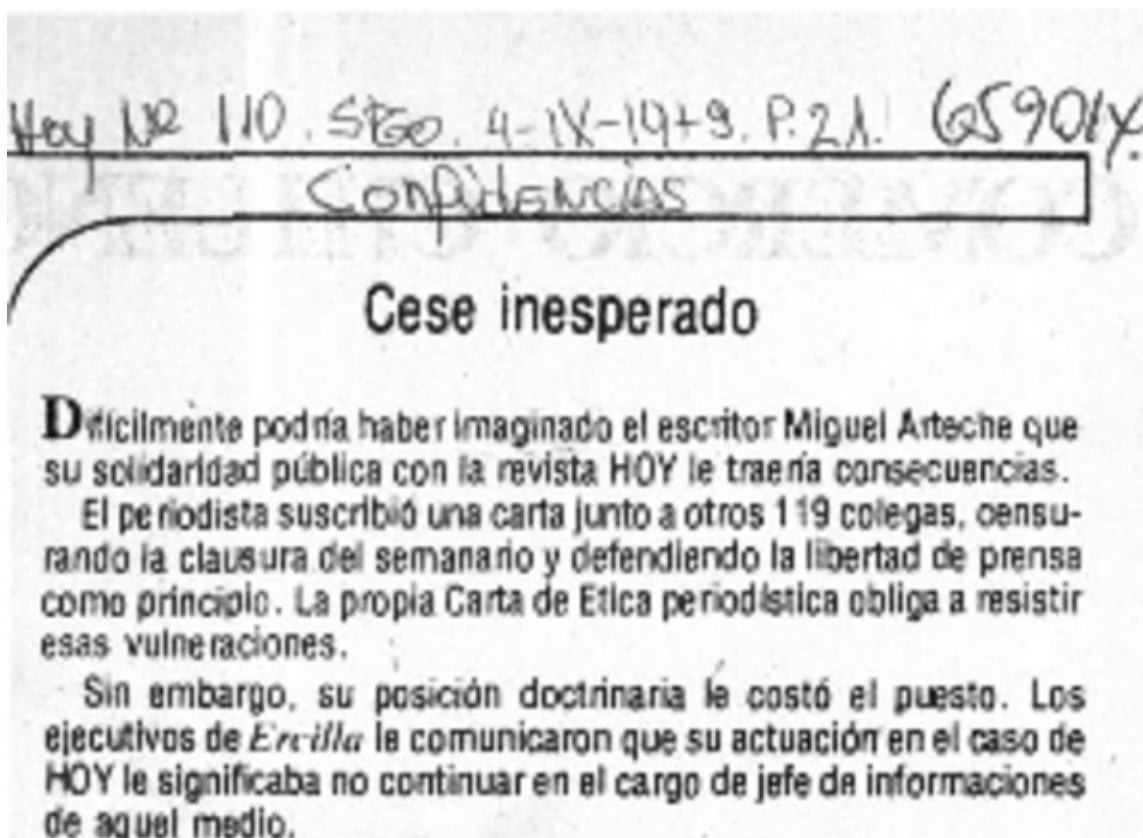 Hoy Nº 110. STGO. 4-IX-1979. P.21. 65901Y.
Confidencias
Cese inesperado
Difícilmente podría haber imaginado el escritor Miguel Arteche que
su solidaridad pública con la revista HOY le traería consecuencias.
El periodista suscribió una carta junto a otros 119 colegas, censu-
rando la clausura del semanario y defendiendo la libertad de prensa
como principio. La propia Carta de Etica periodística obliga a resistir
esas vulneraciones.
Sin embargo, su posición doctrinaria le costó el puesto. Los
ejecutivos de Ercilla le comunicaron que su actuación en el caso de
HOY le significaba no continuar en el cargo de jefe de informaciones
de aquel medio.